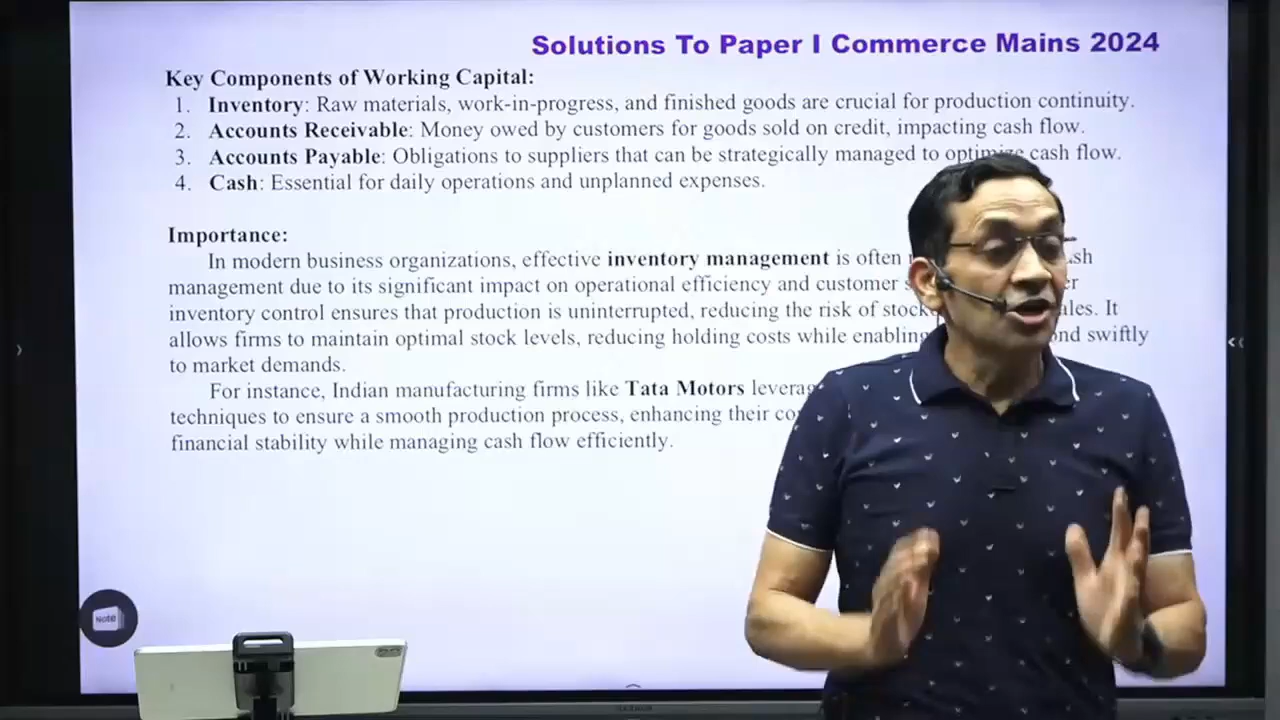 Solutions To Paper I Commerce Mains 2024
Key Components of Working Capital:
1. Inventory: Raw materials, work-in-progress, and finished goods are crucial for production continuity.
2. Accounts Receivable: Money owed by customers for goods sold on credit, impacting cash flow.
3. Accounts Payable: Obligations to suppliers that can be strategically managed to optimize cash flow.
4. Cash: Essential for daily operations and unplanned expenses.
Importance:
In modern business organizations, effective inventory management is often
management due to its significant impact on operational efficiency and customer
inventory control ensures that production is uninterrupted, reducing the risk of It
allows firms to maintain optimal stock levels, reducing holding costs while enabling swiftly
to market demands.
For instance, Indian manufacturing firms like Tata Motors
techniques to ensure a smooth production process, enhancing their
financial stability while managing cash flow efficiently.
Note